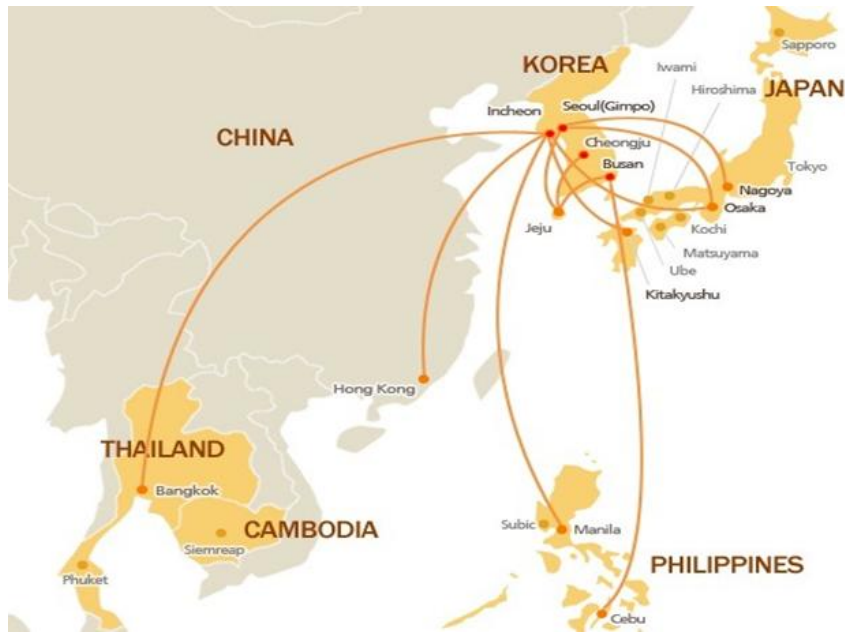 Sapporo
KOREA
Iwami
Hiroshima
JAPAN
Incheon
Seoul(Gimpo)
CHINA
Cheongju
Busan
Tokyo
Nagoya
Osaka
Jeju
Kochi
Matsuyama
Ube
Kitakyushu
Hong Kong
THAILAND
Bangkok
CAMBODIA
Subic
Manila
Siemreap
PHILIPPINES
Phuket
Cebu